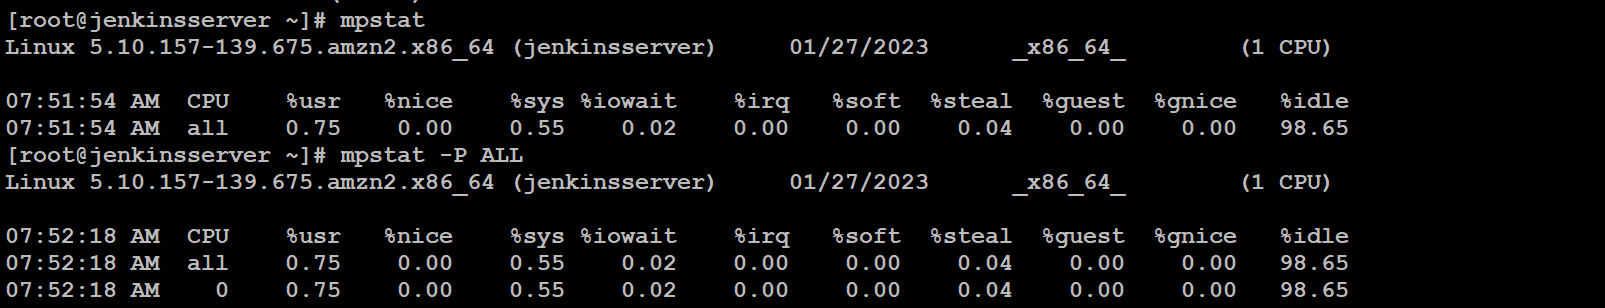 [root@jenkinsserver ~]# mpstat
Linux 5.10.157-139.675.amzn2.x86_64 (jenkinsserver)     01/27/2023      _x86_64_        (1 CPU)
07:51:54 AM  CPU    %usr   %nice    %sys %iowait    %irq   %soft  %steal  %guest  %gnice   %idle
07:51:54 AM  all    0.75    0.00    0.55    0.02    0.00    0.00    0.04    0.00    0.00   98.65
[root@jenkinsserver ~]# mpstat -P ALL
Linux 5.10.157-139.675.amzn2.x86_64 (jenkinsserver)     01/27/2023      _x86_64_        (1 CPU)
07:52:18 AM  CPU    %usr   %nice    %sys %iowait    %irq   %soft  %steal  %guest  %gnice   %idle
07:52:18 AM  all    0.75    0.00    0.55    0.02    0.00    0.00    0.04    0.00    0.00   98.65
07:52:18 AM    0    0.75    0.00    0.55    0.02    0.00    0.00    0.04    0.00    0.00   98.65